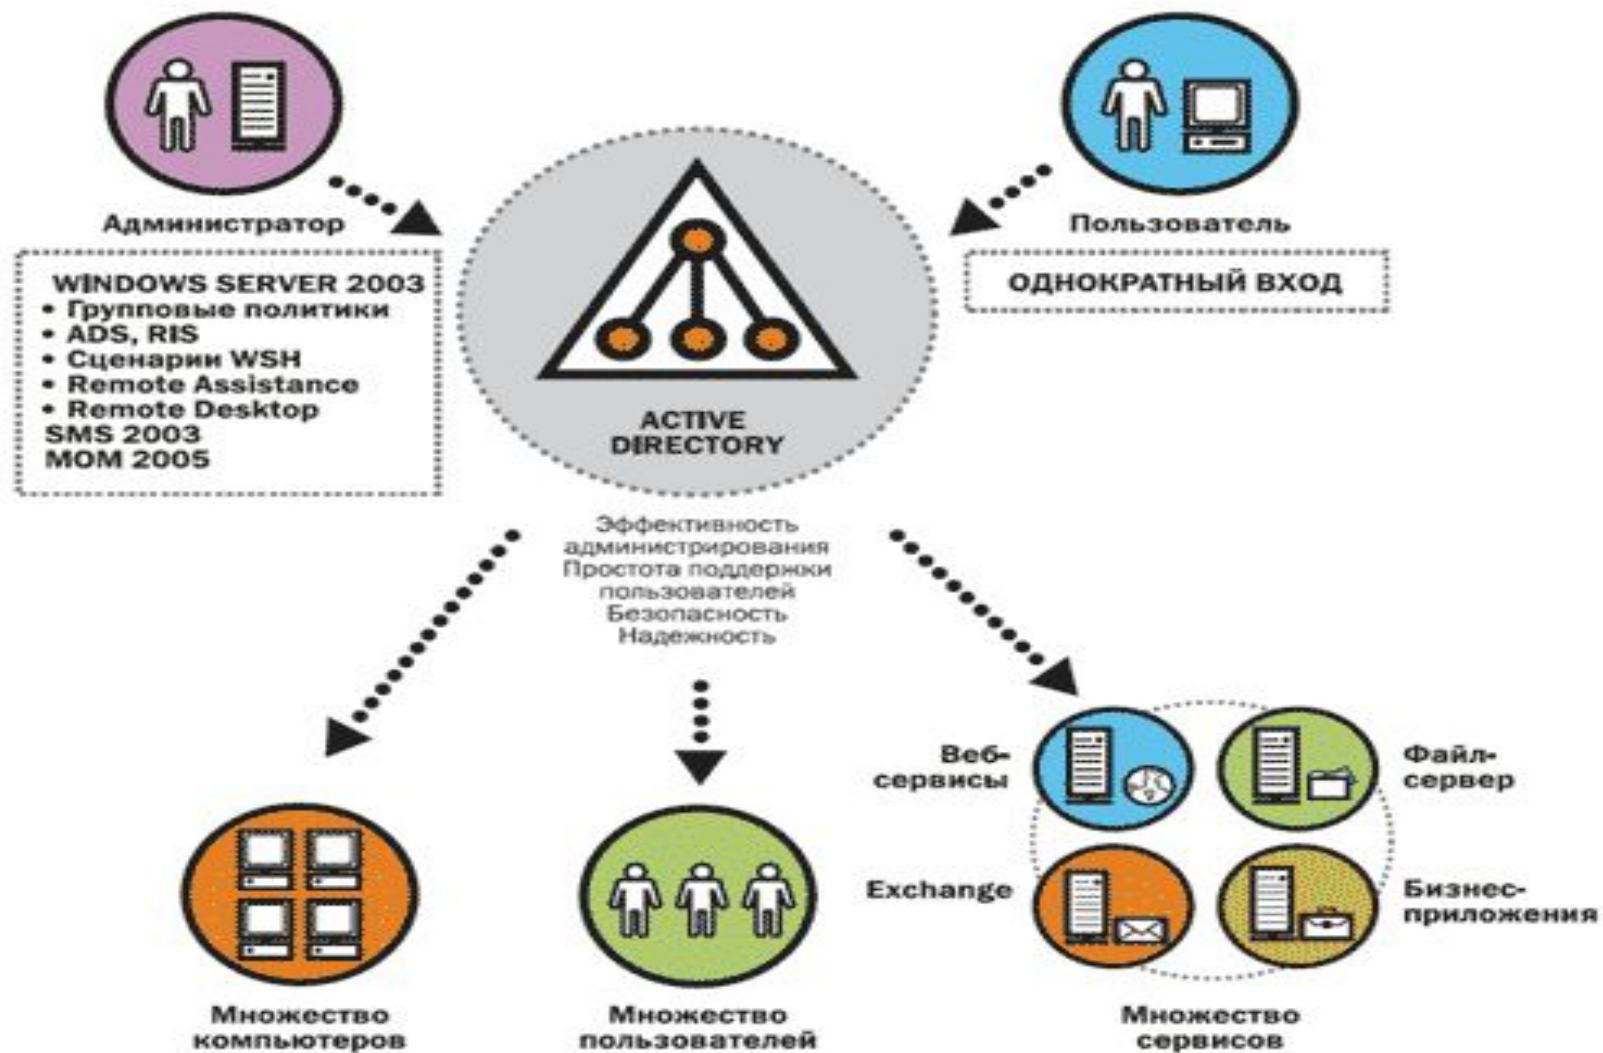 Администратор
WINDOWS SERVER 2003
• Групповые политики
• ADS, RIS
• Сценарии WSH
• Remote Assistance
• Remote Desktop
SMS 2003
MOM 2005
ACTIVE
DIRECTORY
Пользователь
ОДНОКРАТНЫЙ ВХОД
Эффективность
администрирования
Простота поддержки
пользователей
Безопасность
Надежность
Множество
компьютеров
Множество
пользователей
Веб-
сервисы
Файл-
сервер
Exchange
Бизнес-
приложения
Множество
сервисов